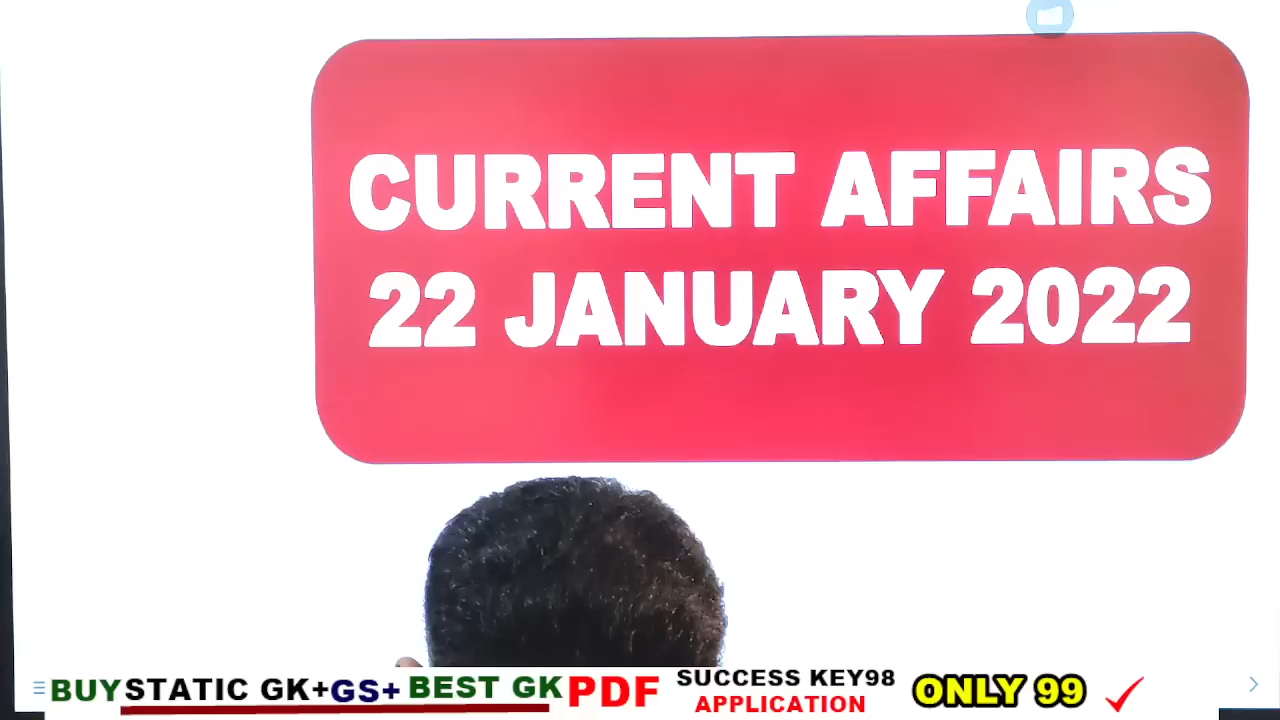 CURRENT AFFAIRS
22 JANUARY 2022
BUY STATIC GK+GS+ BEST GK PDF SUCCESS KEY98 APPLICATION ONLY 99